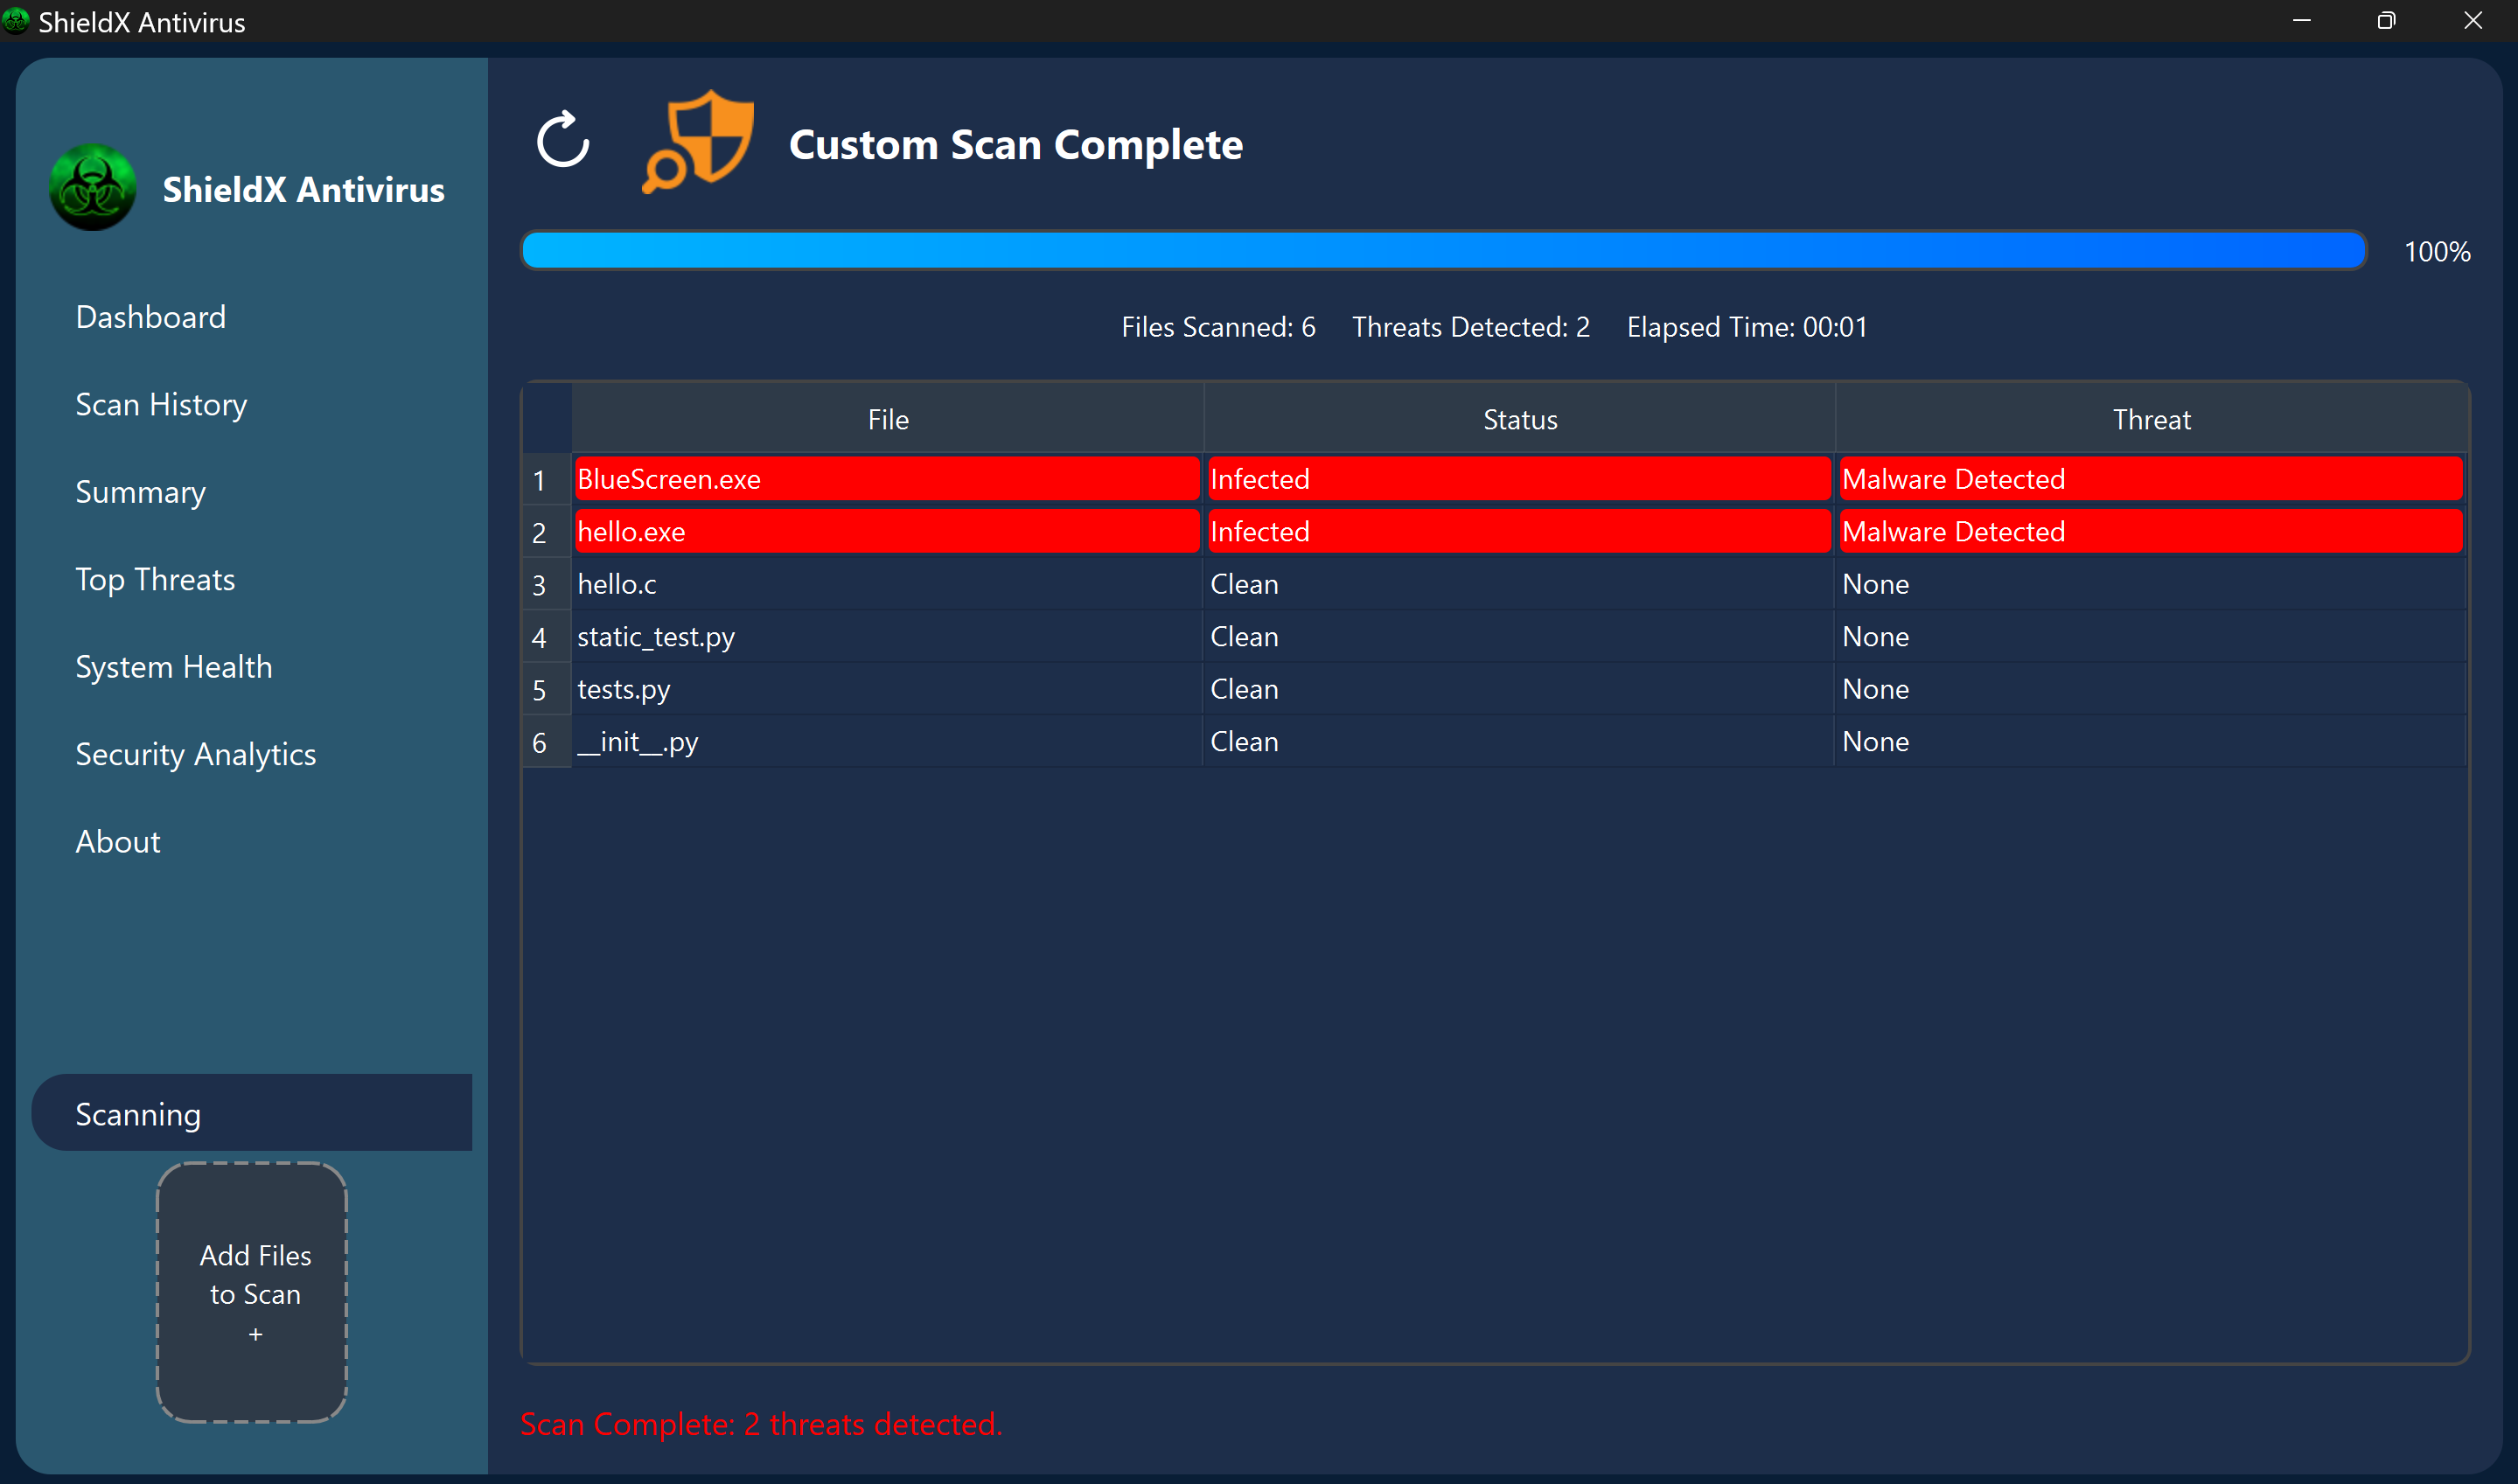 ShieldX Antivirus
ShieldX Antivirus
Dashboard
Scan History
Summary
Top Threats
System Health
Security Analytics
About
Scanning
Add Files
to Scan
+
Custom Scan Complete
100%
Files Scanned: 6 Threats Detected: 2 Elapsed Time: 00:01
File Status Threat
1 BlueScreen.exe Infected Malware Detected
2 hello.exe Infected Malware Detected
3 hello.c Clean None
4 static_test.py Clean None
5 tests.py Clean None
6 __init__.py Clean None
Scan Complete: 2 threats detected.